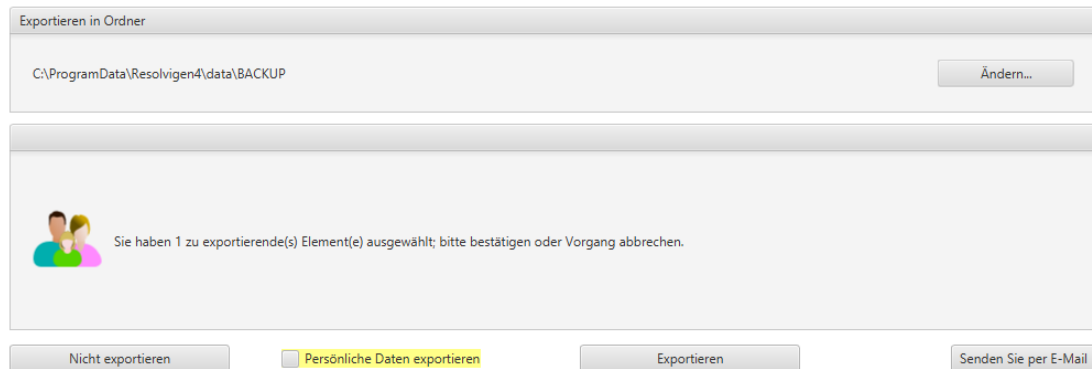 Exportieren in Ordner
C:\ProgramData\Resolvigen4\data\BACKUP
Ändern...
Sie haben 1 zu exportierende(s) Element(e) ausgewählt; bitte bestätigen oder Vorgang abbrechen.
Nicht exportieren
Persönliche Daten exportieren
Exportieren
Senden Sie per E-Mail